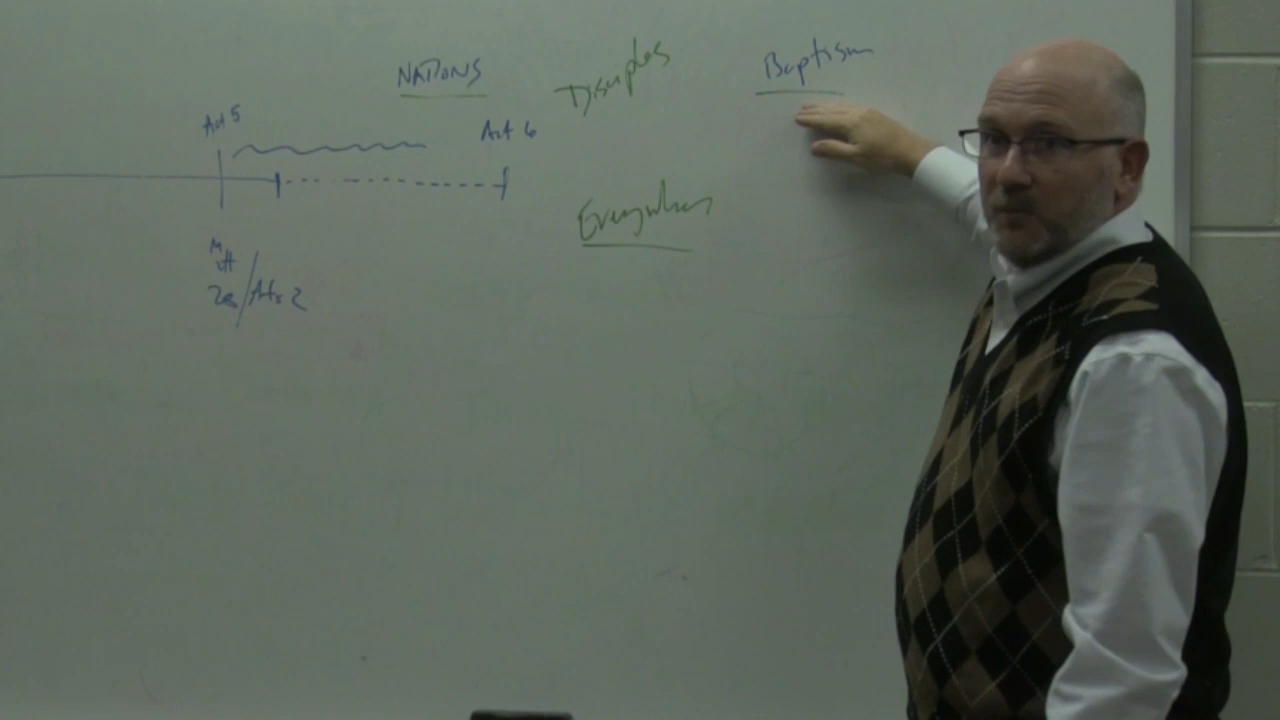 NATIONS
Disciples
Baptism
Act 5
Act 6
Everywhere
Matt
28/Acts 2